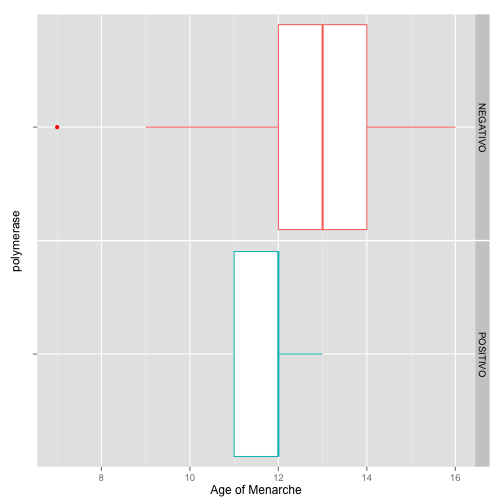 NEGATIVO
POSITIVO
polymerase
8 10 12 14 16
Age of Menarche